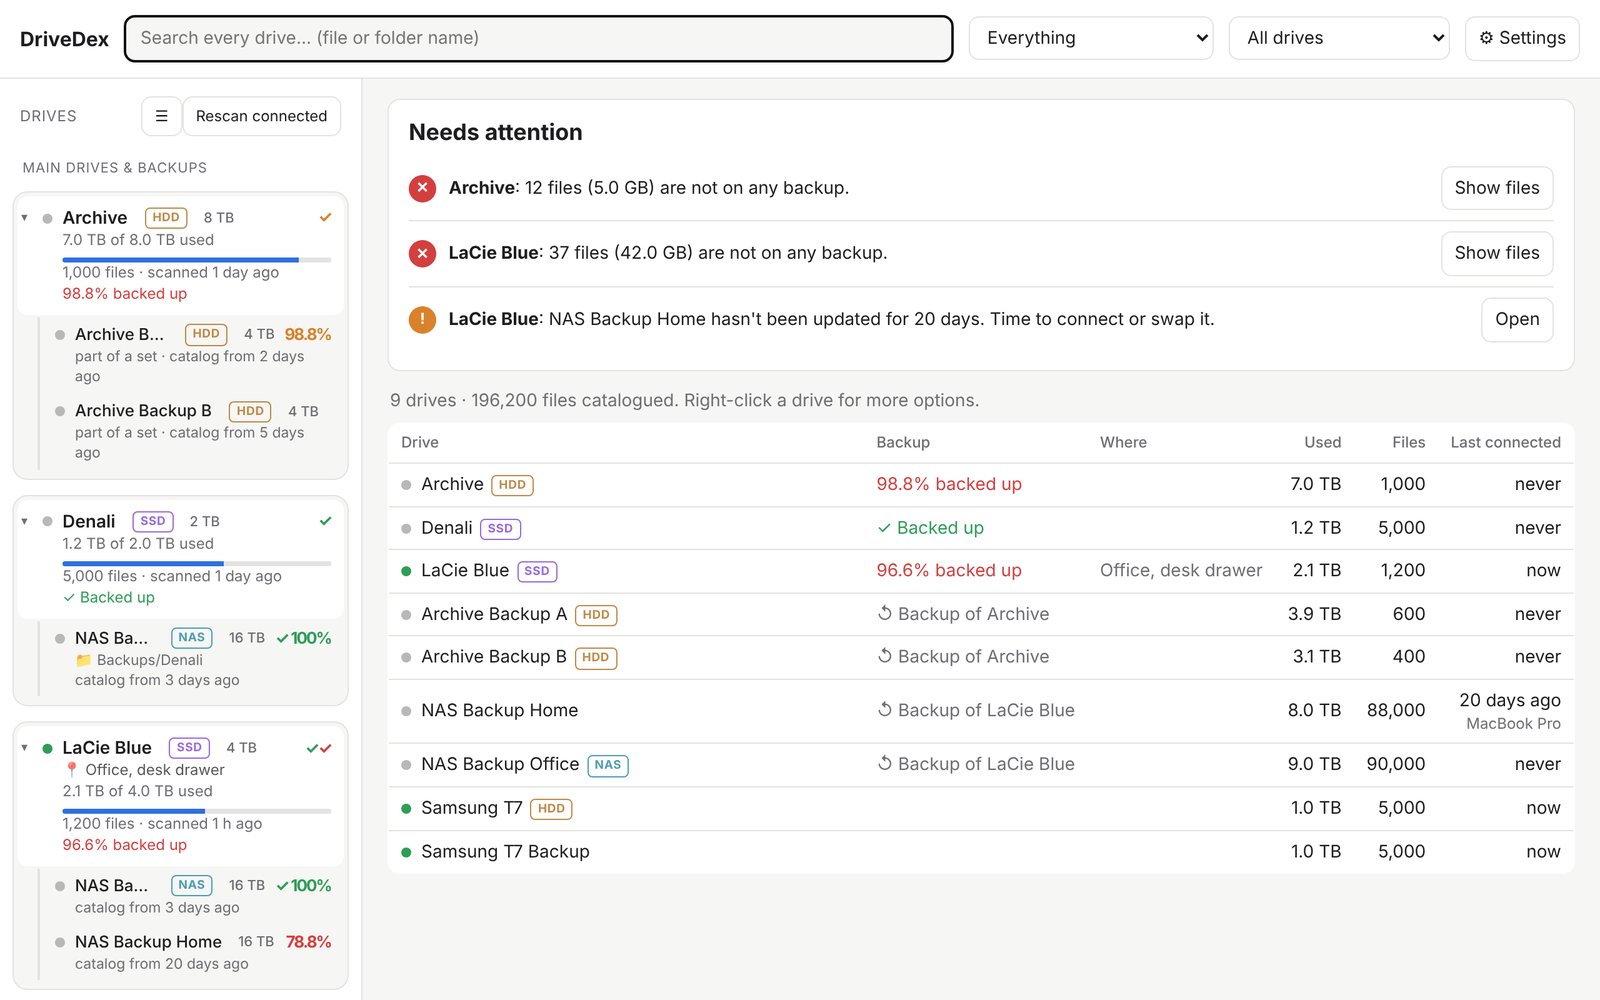 DriveDex
Search every drive... (file or folder name)
Everything
All drives
⚙ Settings
DRIVES
☰
Rescan connected
MAIN DRIVES & BACKUPS
▾ Archive HDD 8 TB ✓
7.0 TB of 8.0 TB used
1,000 files · scanned 1 day ago
98.8% backed up
Archive B... HDD 4 TB 98.8%
part of a set · catalog from 2 days
ago
Archive Backup B HDD 4 TB
part of a set · catalog from 5 days
ago
▾ Denali SSD 2 TB ✓
1.2 TB of 2.0 TB used
5,000 files · scanned 1 day ago
✓ Backed up
NAS Ba... NAS 16 TB ✓100%
📁 Backups/Denali
catalog from 3 days ago
▾ LaCie Blue SSD 4 TB ✓✓
📍 Office, desk drawer
2.1 TB of 4.0 TB used
1,200 files · scanned 1 h ago
96.6% backed up
NAS Ba... NAS 16 TB ✓100%
catalog from 3 days ago
NAS Backup Home 16 TB 78.8%
catalog from 20 days ago
Needs attention
✕ Archive: 12 files (5.0 GB) are not on any backup. Show files
✕ LaCie Blue: 37 files (42.0 GB) are not on any backup. Show files
! LaCie Blue: NAS Backup Home hasn't been updated for 20 days. Time to connect or swap it. Open
9 drives · 196,200 files catalogued. Right-click a drive for more options.
Drive Backup Where Used Files Last connected
Archive HDD 98.8% backed up 7.0 TB 1,000 never
Denali SSD ✓ Backed up 1.2 TB 5,000 never
LaCie Blue SSD 96.6% backed up Office, desk drawer 2.1 TB 1,200 now
Archive Backup A HDD Backup of Archive 3.9 TB 600 never
Archive Backup B HDD Backup of Archive 3.1 TB 400 never
NAS Backup Home Backup of LaCie Blue 8.0 TB 88,000 20 days ago
MacBook Pro
NAS Backup Office NAS Backup of LaCie Blue 9.0 TB 90,000 never
Samsung T7 HDD 1.0 TB 5,000 now
Samsung T7 Backup 1.0 TB 5,000 now